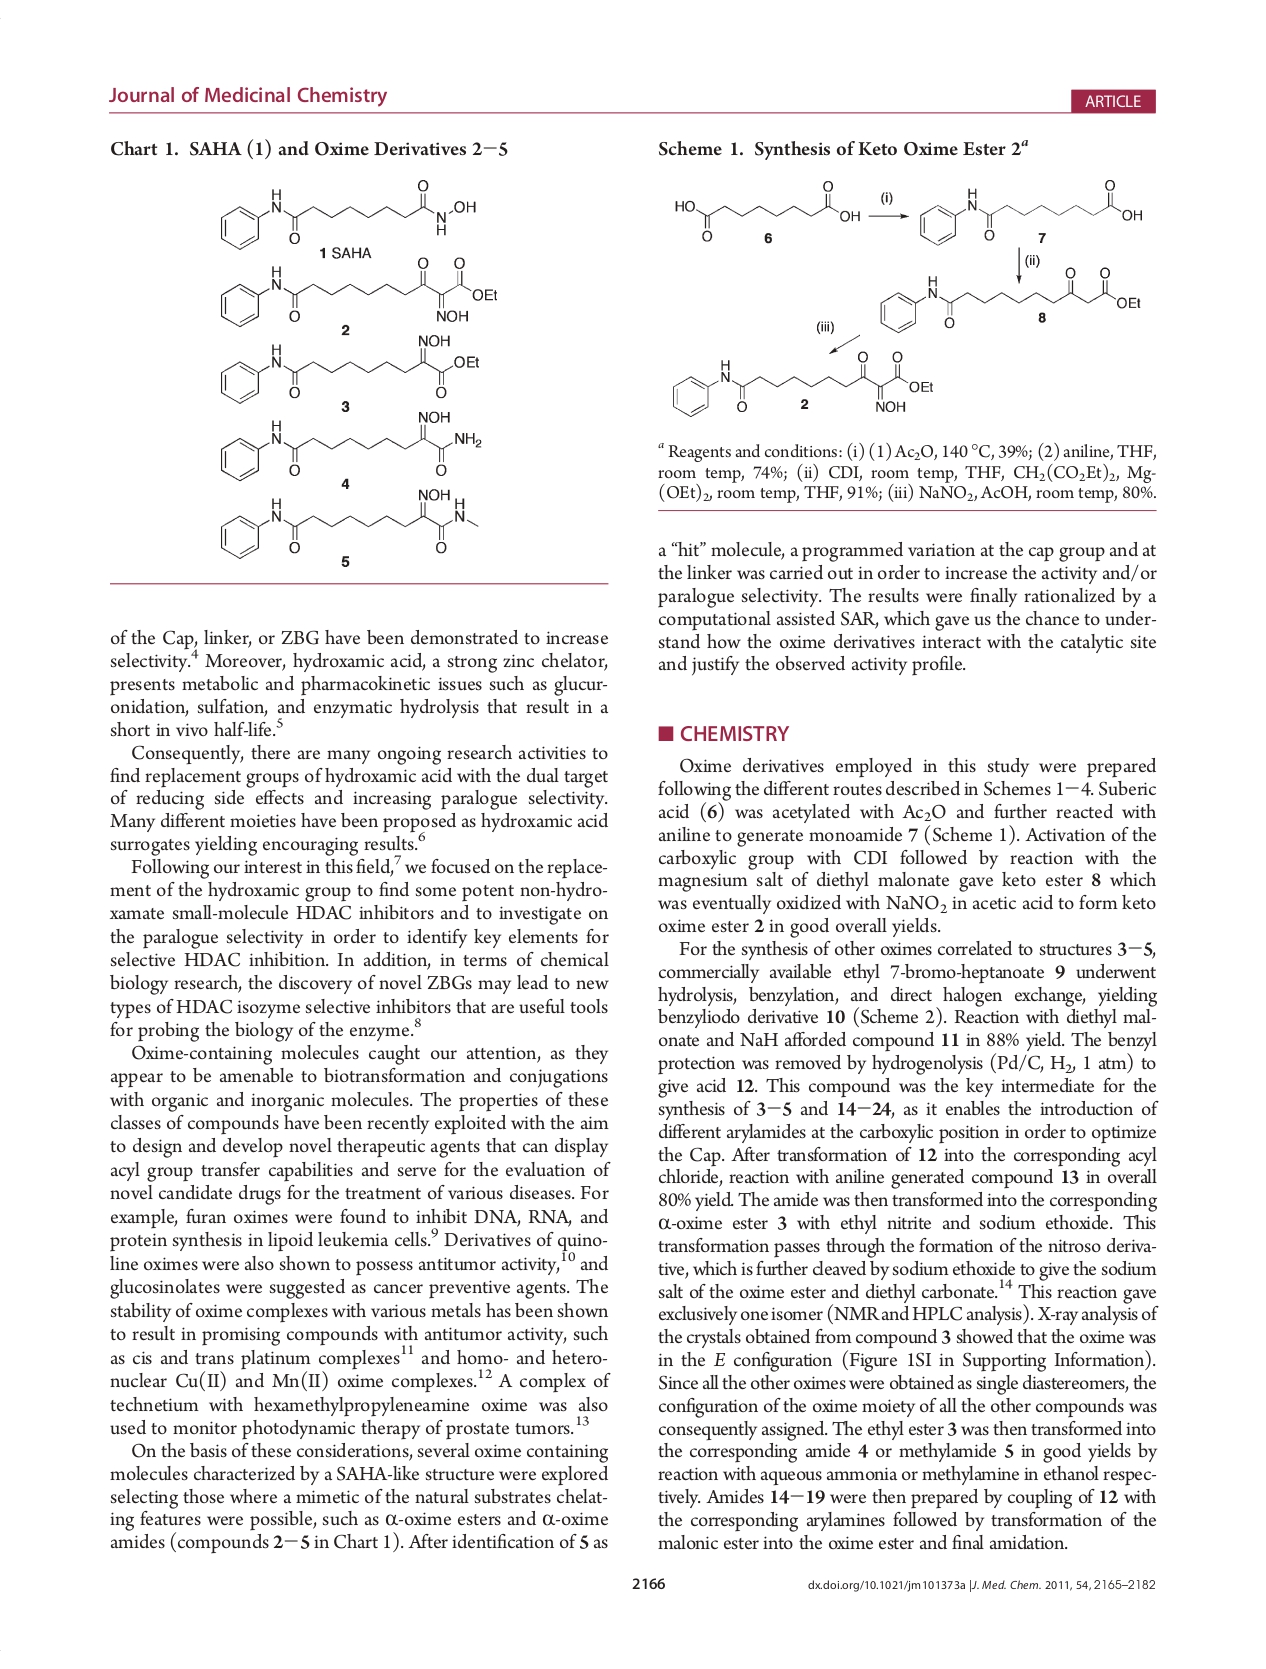 Journal of Medicinal Chemistry
ARTICLE
Chart 1. SAHA (1) and Oxime Derivatives 2−5
H
N
O
O
N
H
OH
1 SAHA
H
N
O
O
O
OEt
NOH
2
NOH
H
N
O
OEt
O
3
NOH
H
N
O
NH2
O
4
NOH
H
N
O
H
N
O
5
of the Cap, linker, or ZBG have been demonstrated to increase
selectivity.4 Moreover, hydroxamic acid, a strong zinc chelator,
presents metabolic and pharmacokinetic issues such as glucur-
onidation, sulfation, and enzymatic hydrolysis that result in a
short in vivo half-life.5
Consequently, there are many ongoing research activities to
find replacement groups of hydroxamic acid with the dual target
of reducing side effects and increasing paralogue selectivity.
Many different moieties have been proposed as hydroxamic acid
surrogates yielding encouraging results.6
Following our interest in this field,7 we focused on the replace-
ment of the hydroxamic group to find some potent non-hydro-
xamate small-molecule HDAC inhibitors and to investigate on
the paralogue selectivity in order to identify key elements for
selective HDAC inhibition. In addition, in terms of chemical
biology research, the discovery of novel ZBGs may lead to new
types of HDAC isozyme selective inhibitors that are useful tools
for probing the biology of the enzyme.8
Oxime-containing molecules caught our attention, as they
appear to be amenable to biotransformation and conjugations
with organic and inorganic molecules. The properties of these
classes of compounds have been recently exploited with the aim
to design and develop novel therapeutic agents that can display
acyl group transfer capabilities and serve for the evaluation of
novel candidate drugs for the treatment of various diseases. For
example, furan oximes were found to inhibit DNA, RNA, and
protein synthesis in lipoid leukemia cells.9 Derivatives of quino-
line oximes were also shown to possess antitumor activity,10 and
glucosinolates were suggested as cancer preventive agents. The
stability of oxime complexes with various metals has been shown
to result in promising compounds with antitumor activity, such
as cis and trans platinum complexes11 and homo- and hetero-
nuclear Cu(II) and Mn(II) oxime complexes.12 A complex of
technetium with hexamethylpropyleneamine oxime was also
used to monitor photodynamic therapy of prostate tumors.13
On the basis of these considerations, several oxime containing
molecules characterized by a SAHA-like structure were explored
selecting those where a mimetic of the natural substrates chelat-
ing features were possible, such as α-oxime esters and α-oxime
amides (compounds 2−5 in Chart 1). After identification of 5 as
Scheme 1. Synthesis of Keto Oxime Ester 2a
HO
O
O
OH
6
(i)
H
N
O
O
OH
7
(ii)
H
N
O
O
O
OEt
8
(iii)
H
N
O
O
O
OEt
NOH
2
a Reagents and conditions: (i) (1) Ac2O, 140 °C, 39%; (2) aniline, THF,
room temp, 74%; (ii) CDI, room temp, THF, CH2(CO2Et)2, Mg-
(OEt)2, room temp, THF, 91%; (iii) NaNO2, AcOH, room temp, 80%.
a “hit” molecule, a programmed variation at the cap group and at
the linker was carried out in order to increase the activity and/or
paralogue selectivity. The results were finally rationalized by a
computational assisted SAR, which gave us the chance to under-
stand how the oxime derivatives interact with the catalytic site
and justify the observed activity profile.
■ CHEMISTRY
Oxime derivatives employed in this study were prepared
following the different routes described in Schemes 1−4. Suberic
acid (6) was acetylated with Ac2O and further reacted with
aniline to generate monoamide 7 (Scheme 1). Activation of the
carboxylic group with CDI followed by reaction with the
magnesium salt of diethyl malonate gave keto ester 8 which
was eventually oxidized with NaNO2 in acetic acid to form keto
oxime ester 2 in good overall yields.
For the synthesis of other oximes correlated to structures 3−5,
commercially available ethyl 7-bromo-heptanoate 9 underwent
hydrolysis, benzylation, and direct halogen exchange, yielding
benzyliodo derivative 10 (Scheme 2). Reaction with diethyl mal-
onate and NaH afforded compound 11 in 88% yield. The benzyl
protection was removed by hydrogenolysis (Pd/C, H2, 1 atm) to
give acid 12. This compound was the key intermediate for the
synthesis of 3−5 and 14−24, as it enables the introduction of
different arylamides at the carboxylic position in order to optimize
the Cap. After transformation of 12 into the corresponding acyl
chloride, reaction with aniline generated compound 13 in overall
80% yield. The amide was then transformed into the corresponding
α-oxime ester 3 with ethyl nitrite and sodium ethoxide. This
transformation passes through the formation of the nitroso deriva-
tive, which is further cleaved by sodium ethoxide to give the sodium
salt of the oxime ester and diethyl carbonate.14 This reaction gave
exclusively one isomer (NMR and HPLC analysis). X-ray analysis of
the crystals obtained from compound 3 showed that the oxime was
in the E configuration (Figure 1SI in Supporting Information).
Since all the other oximes were obtained as single diastereomers, the
configuration of the oxime moiety of all the other compounds was
consequently assigned. The ethyl ester 3 was then transformed into
the corresponding amide 4 or methylamide 5 in good yields by
reaction with aqueous ammonia or methylamine in ethanol respec-
tively. Amides 14−19 were then prepared by coupling of 12 with
the corresponding arylamines followed by transformation of the
malonic ester into the oxime ester and final amidation.
2166
dx.doi.org/10.1021/jm101373a |J. Med. Chem. 2011, 54, 2165–2182